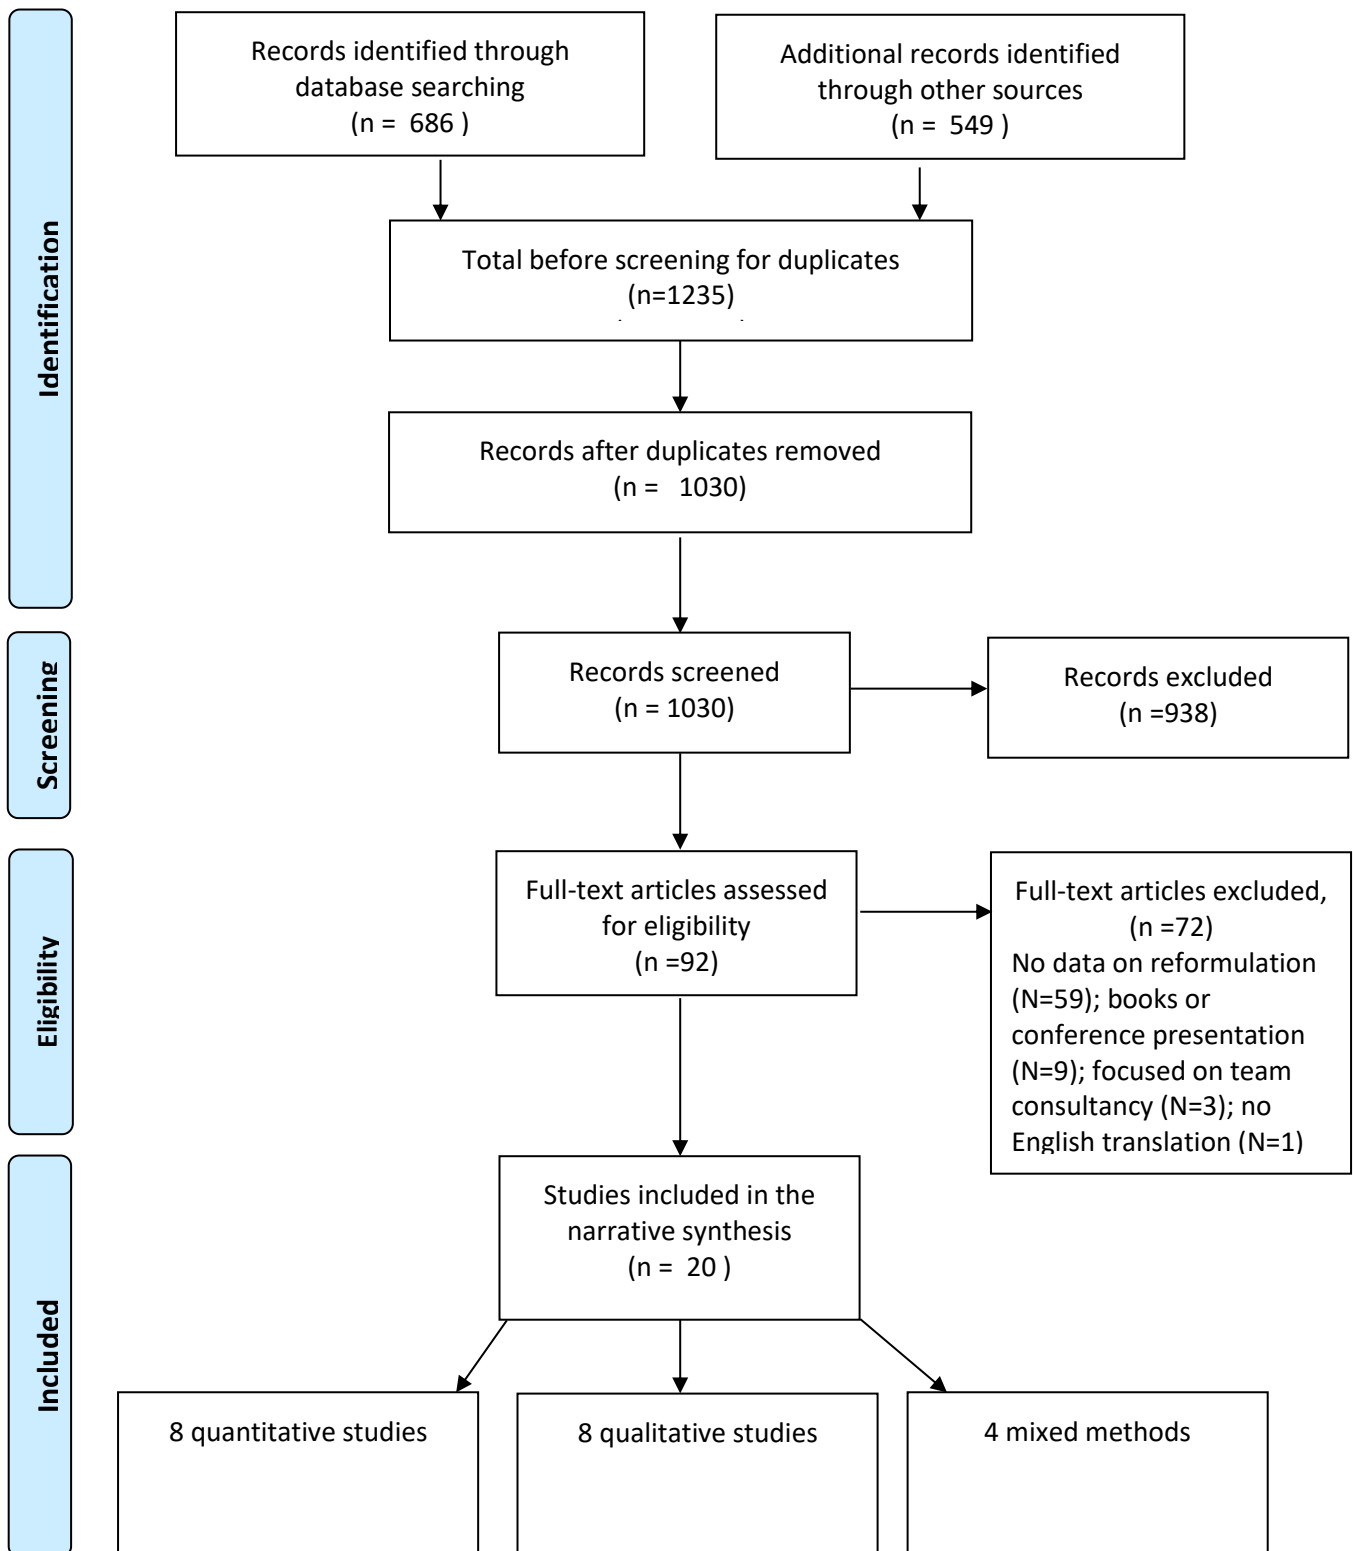 Identification
Records identified through
database searching
(n =  686 )
Additional records identified
through other sources
(n =  549 )
Total before screening for duplicates
(n=1235)
Records after duplicates removed
(n =   1030)
Screening
Records screened
(n = 1030)
Records excluded
(n =938)
Eligibility
Full-text articles assessed
for eligibility
(n =92)
Full-text articles excluded,
(n =72)
No data on reformulation
(N=59); books or
conference presentation
(N=9); focused on team
consultancy (N=3); no
English translation (N=1)
Included
Studies included in the
narrative synthesis
(n =  20 )
8 quantitative studies
8 qualitative studies
4 mixed methods